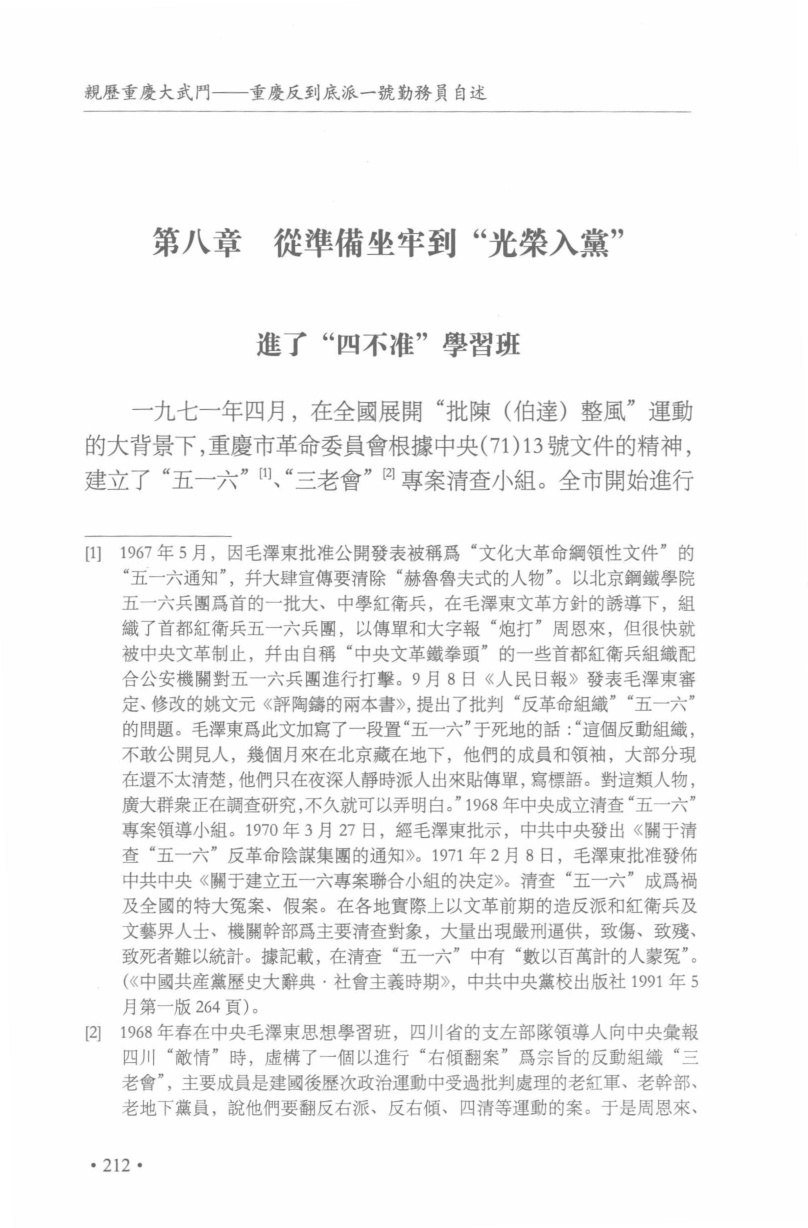 親歷重慶大武鬥——重慶反到底派一號勤務員自述
第八章　從準備坐牢到“光榮入黨”
進了“四不准”學習班
一九七一年四月，在全國展開“批陳（伯達）整風”運動
的大背景下，重慶市革命委員會根據中央(71)13號文件的精神，
建立了“五一六”[1]、“三老會”[2]專案清查小組。全市開始進行
[1] 1967年5月，因毛澤東批准公開發表被稱爲“文化大革命綱領性文件”的
“五一六通知”，幷大肆宣傳要清除“赫魯魯夫式的人物”。以北京鋼鐵學院
五一六兵團爲首的一批大、中學紅衛兵，在毛澤東文革方針的誘導下，組
織了首都紅衛兵五一六兵團，以傳單和大字報“炮打”周恩來，但很快就
被中央文革制止，幷由自稱“中央文革鐵拳頭”的一些首都紅衛兵組織配
合公安機關對五一六兵團進行打擊。9月8日《人民日報》發表毛澤東審
定、修改的姚文元《評陶鑄的兩本書》，提出了批判“反革命組織”“五一六”
的問題。毛澤東爲此文加寫了一段置“五一六”于死地的話：“這個反動組織，
不敢公開見人，幾個月來在北京藏在地下，他們的成員和領袖，大部分現
在還不太清楚，他們只在夜深人靜時派人出來貼傳單，寫標語。對這類人物，
廣大群衆正在調查研究，不久就可以弄明白。”1968年中央成立清查“五一六”
專案領導小組。1970年3月27日，經毛澤東批示，中共中央發出《關于清
查“五一六”反革命陰謀集團的通知》。1971年2月8日，毛澤東批准發佈
中共中央《關于建立五一六專案聯合小組的决定》。清查“五一六”成爲禍
及全國的特大冤案、假案。在各地實際上以文革前期的造反派和紅衛兵及
文藝界人士、機關幹部爲主要清查對象，大量出現嚴刑逼供，致傷、致殘、
致死者難以統計。據記載，在清查“五一六”中有“數以百萬計的人蒙冤”。
(《中國共産黨歷史大辭典·社會主義時期》，中共中央黨校出版社1991年5
月第一版264頁)。
[2] 1968年春在中央毛澤東思想學習班，四川省的支左部隊領導人向中央彙報
四川“敵情”時，虛構了一個以進行“右傾翻案”爲宗旨的反動組織“三
老會”，主要成員是建國後歷次政治運動中受過批判處理的老紅軍、老幹部、
老地下黨員，說他們要翻反右派、反右傾、四清等運動的案。于是周恩來、
·212·